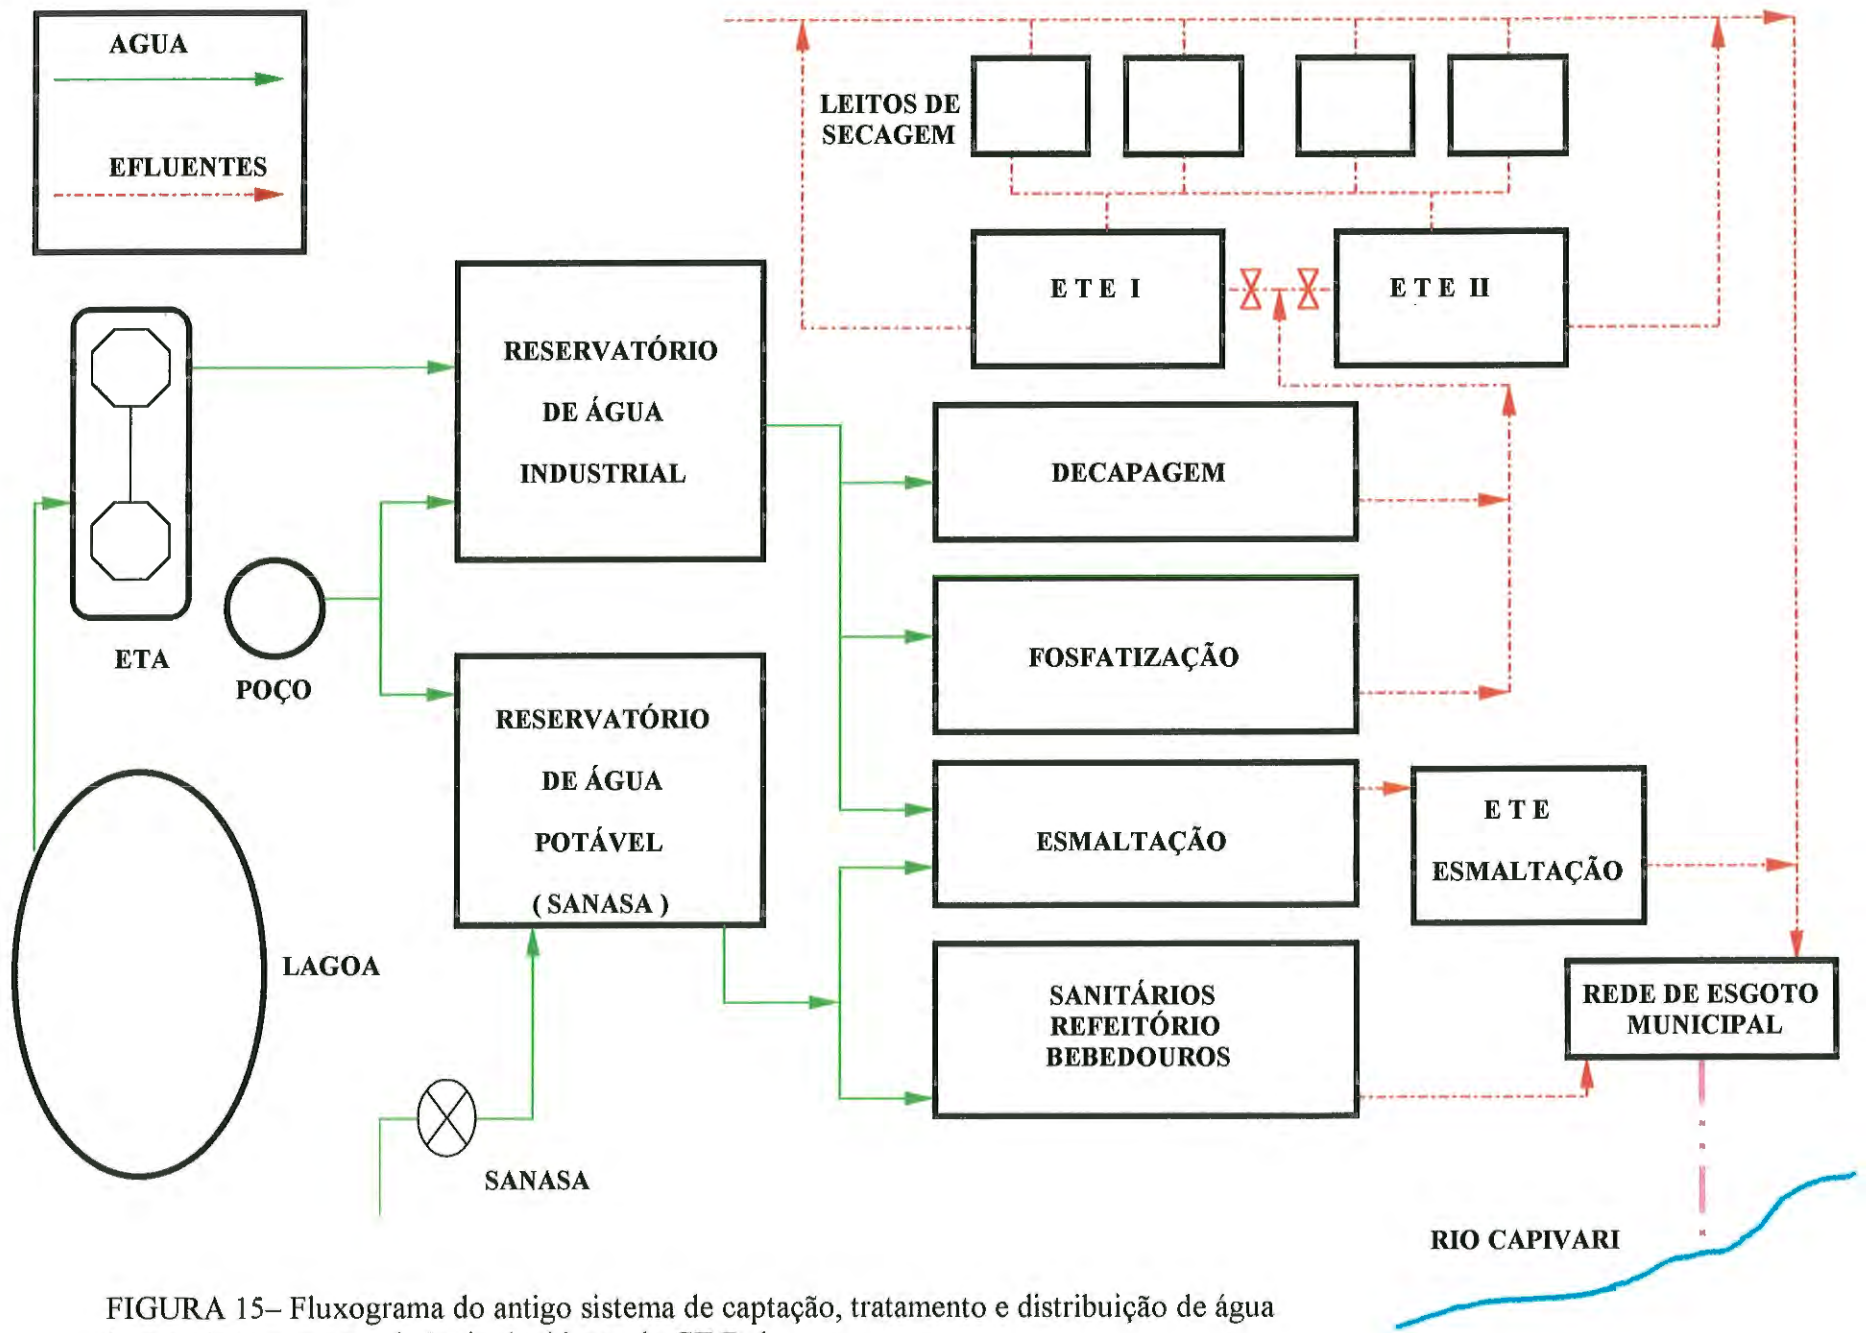 AGUA
EFLUENTES
LEITOS DE
SECAGEM
E T E I
E T E II
RESERVATÓRIO
DE ÁGUA
INDUSTRIAL
DECAPAGEM
FOSFATIZAÇÃO
ETA
POÇO
RESERVATÓRIO
DE ÁGUA
POTÁVEL
( SANASA )
ESMALTAÇÃO
E T E
ESMALTAÇÃO
LAGOA
SANITÁRIOS
REFEITÓRIO
BEBEDOUROS
REDE DE ESGOTO
MUNICIPAL
SANASA
RIO CAPIVARI
FIGURA 15– Fluxograma do antigo sistema de captação, tratamento e distribuição de água